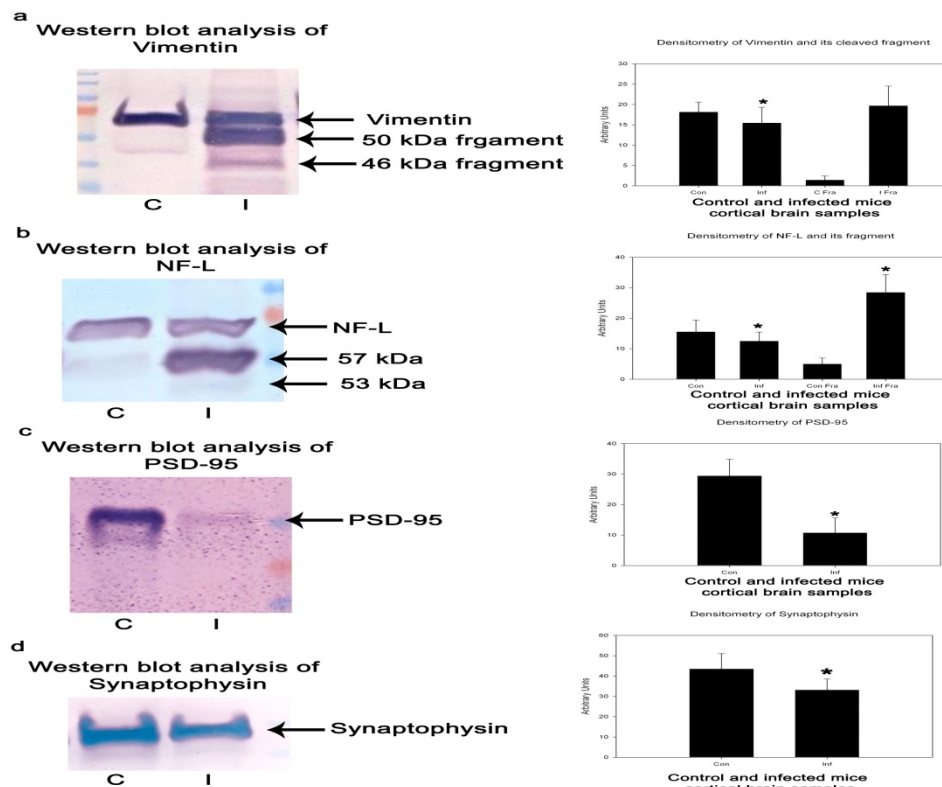 a
Western blot analysis of
Vimentin
Vimentin
50 kDa frgament
46 kDa fragment
C I
Densitometry of Vimentin and its cleaved fragment
Arbitrary Units
30
25
20
15
10
5
0
*
Con Inf C Fra I Fra
Control and infected mice
cortical brain samples
b
Western blot analysis of
NF-L
NF-L
57 kDa
53 kDa
C I
Densitometry of NF-L and its fragment
Arbitrary Units
40
30
20
10
0
* *
Con Inf Con Fra Inf Fra
Control and infected mice
cortical brain samples
c
Western blot analysis of
PSD-95
PSD-95
C I
Densitometry of PSD-95
Arbitrary Units
40
30
20
10
0
*
Con Inf
Control and infected mice
cortical brain samples
d
Western blot analysis of
Synaptophysin
Synaptophysin
C I
Densitometry of Synaptophysin
Arbitrary Units
60
50
40
30
20
10
0
*
Con Inf
Control and infected mice
cortical brain samples